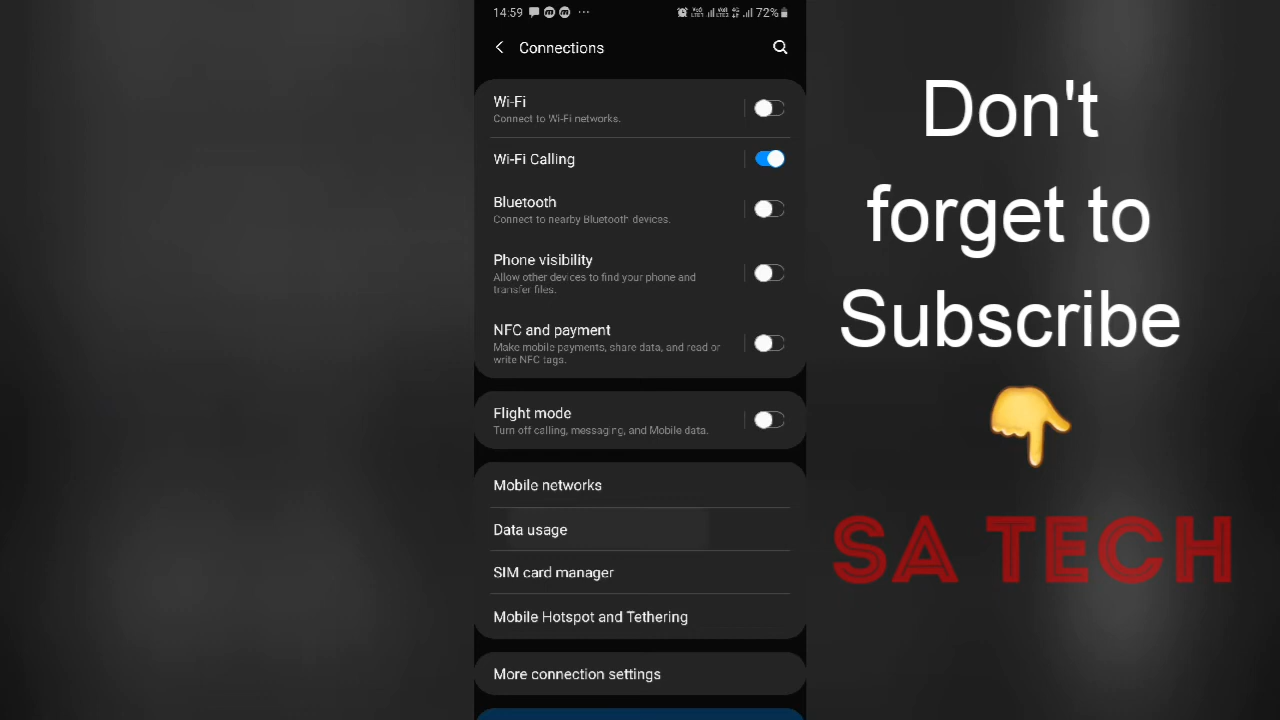 14:59 72%
Connections
Wi-Fi
Connect to Wi-Fi networks.
Wi-Fi Calling
Bluetooth
Connect to nearby Bluetooth devices.
Phone visibility
Allow other devices to find your phone and
transfer files.
NFC and payment
Make mobile payments, share data, and read or
write NFC tags.
Flight mode
Turn off calling, messaging, and Mobile data.
Mobile networks
Data usage
SIM card manager
Mobile Hotspot and Tethering
More connection settings
Don't
forget to
Subscribe
SA TECH